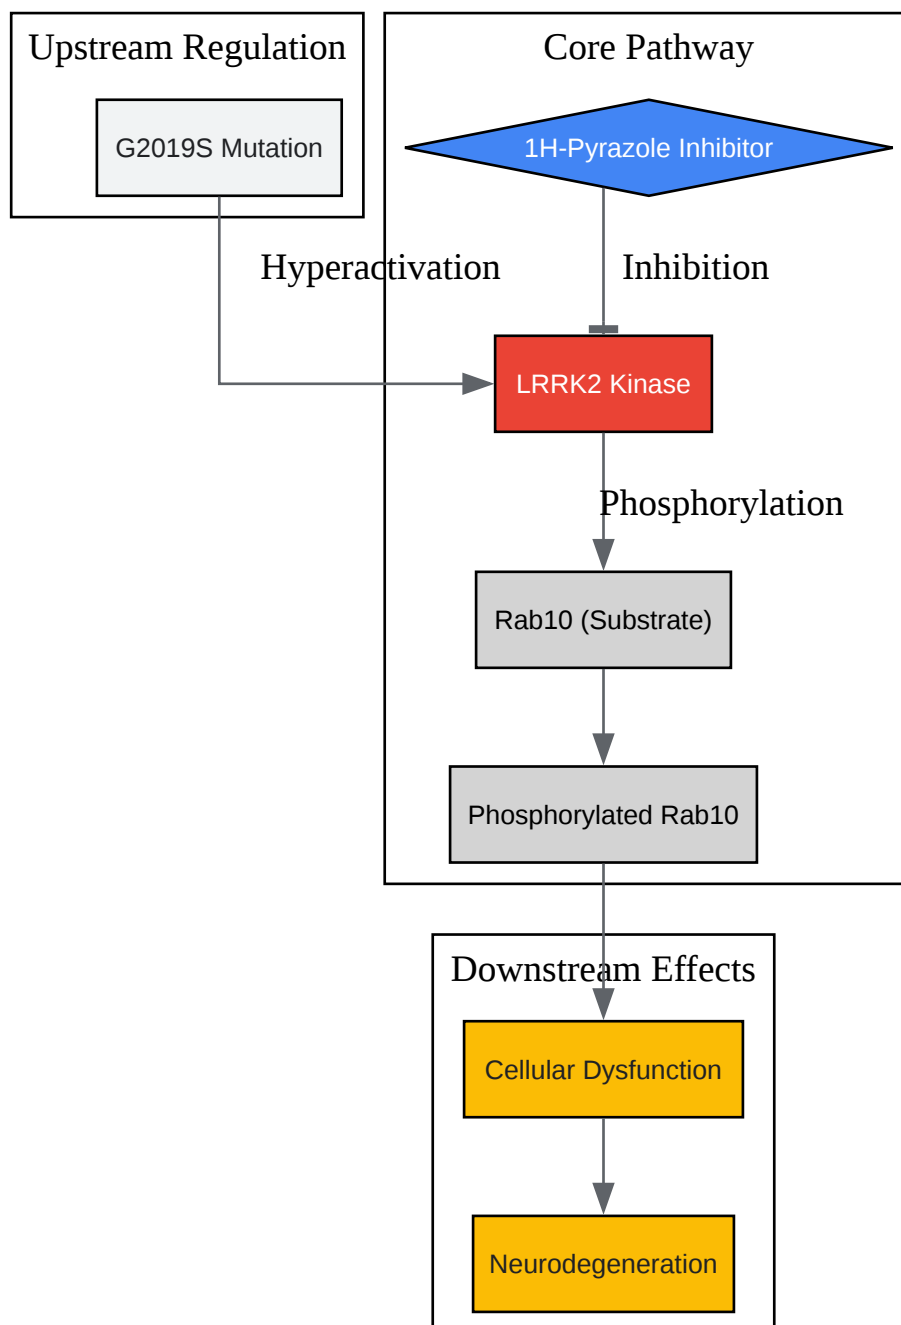 Upstream Regulation
Core Pathway
G2019S Mutation
1H-Pyrazole Inhibitor
Hyperactivation
Inhibition
LRRK2 Kinase
Phosphorylation
Rab10 (Substrate)
Phosphorylated Rab10
Downstream Effects
Cellular Dysfunction
Neurodegeneration